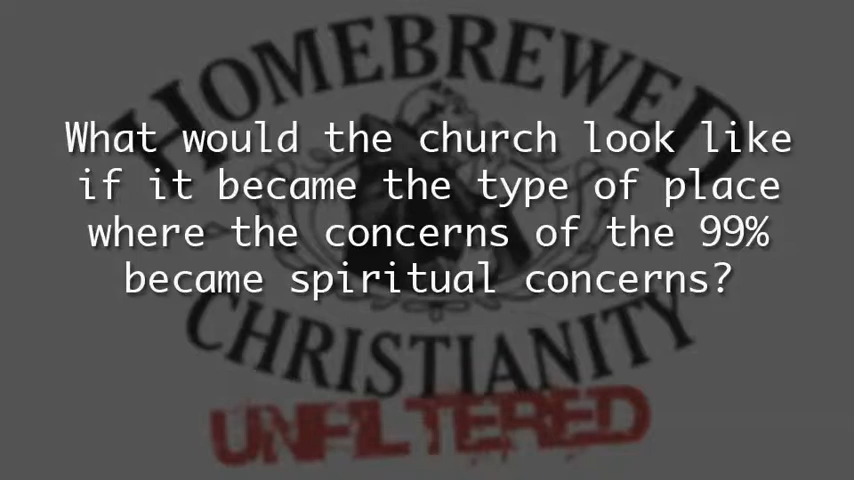 HOMEBREWED
What would the church look like
if it became the type of place
where the concerns of the 99%
became spiritual concerns?
CHRISTIANITY
UNFILTERED